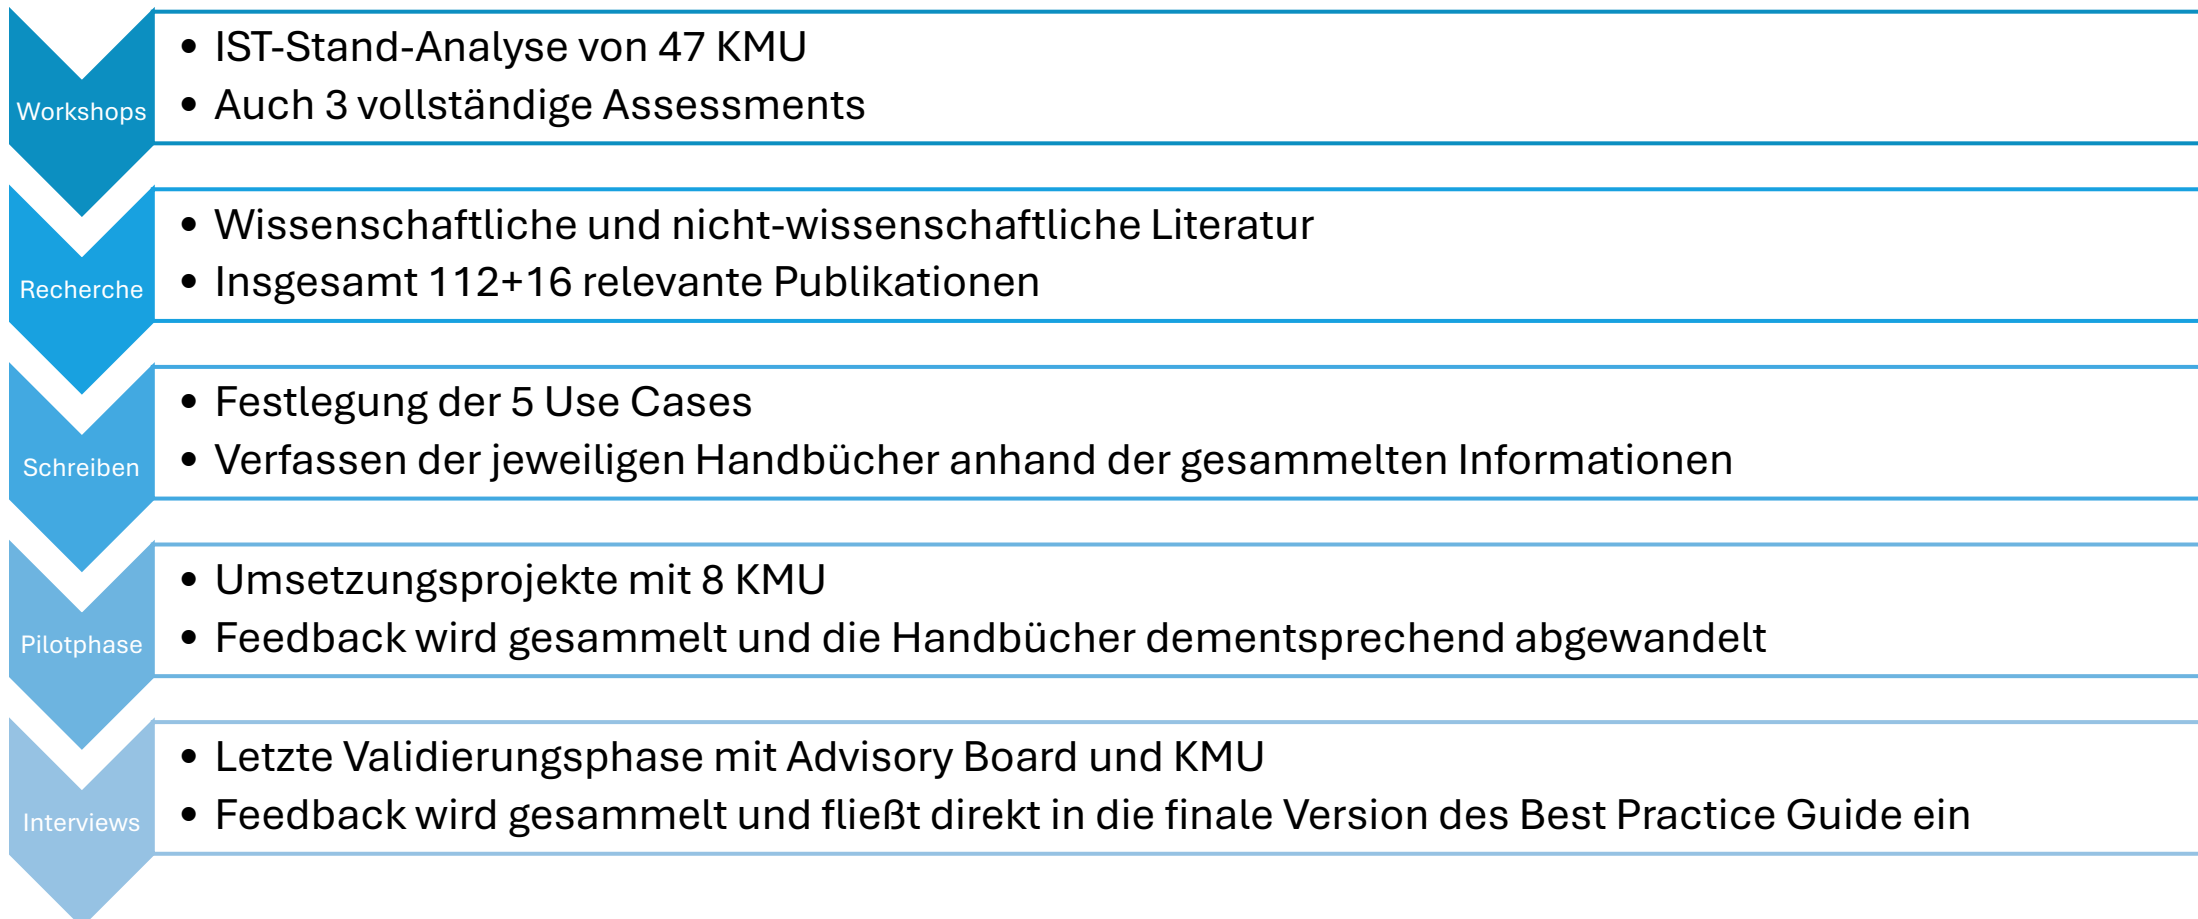 Workshops
• IST-Stand-Analyse von 47 KMU
• Auch 3 vollständige Assessments
Recherche
• Wissenschaftliche und nicht-wissenschaftliche Literatur
• Insgesamt 112+16 relevante Publikationen
Schreiben
• Festlegung der 5 Use Cases
• Verfassen der jeweiligen Handbücher anhand der gesammelten Informationen
Pilotphase
• Umsetzungsprojekte mit 8 KMU
• Feedback wird gesammelt und die Handbücher dementsprechend abgewandelt
Interviews
• Letzte Validierungsphase mit Advisory Board und KMU
• Feedback wird gesammelt und fließt direkt in die finale Version des Best Practice Guide ein